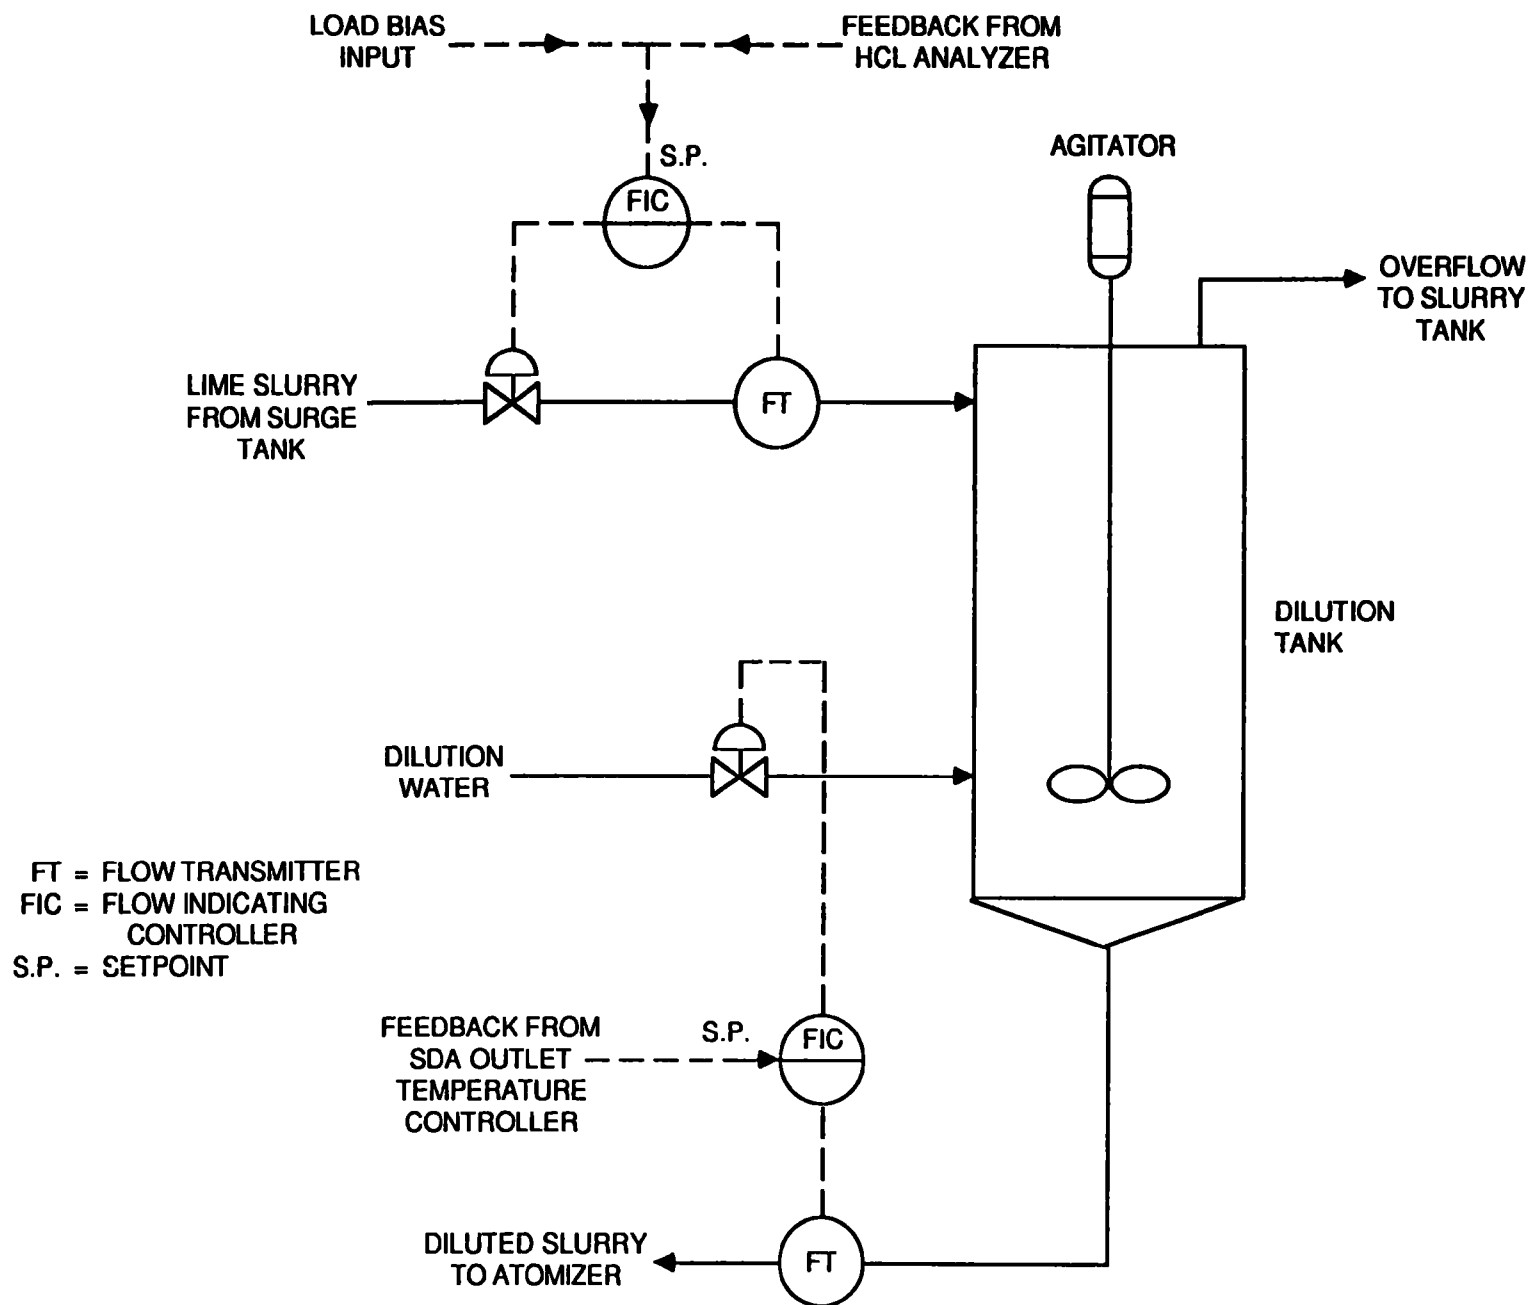 LOAD BIAS
INPUT
FEEDBACK FROM
HCL ANALYZER
S.P.
FIC
AGITATOR
OVERFLOW
TO SLURRY
TANK
LIME SLURRY
FROM SURGE
TANK
FT
DILUTION
TANK
DILUTION
WATER
FT = FLOW TRANSMITTER
FIC = FLOW INDICATING
CONTROLLER
S.P. = SETPOINT
FEEDBACK FROM
SDA OUTLET
TEMPERATURE
CONTROLLER
S.P.
FIC
DILUTED SLURRY
TO ATOMIZER
FT